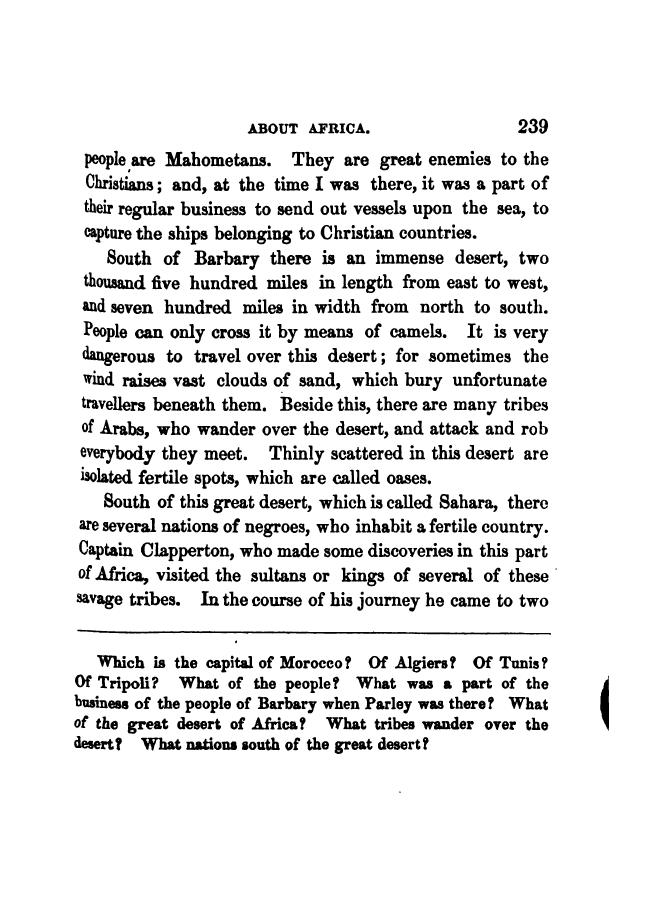 ABOUT AFRICA. 239
people are Mahometans. They are great enemies to the
Christians; and, at the time I was there, it was a part of
their regular business to send out vessels upon the sea, to
capture the ships belonging to Christian countries.
South of Barbary there is an immense desert, two
thousand five hundred miles in length from east to west,
and seven hundred miles in width from north to south.
People can only cross it by means of camels. It is very
dangerous to travel over this desert; for sometimes the
wind raises vast clouds of sand, which bury unfortunate
travellers beneath them. Beside this, there are many tribes
of Arabs, who wander over the desert, and attack and rob
everybody they meet. Thinly scattered in this desert are
isolated fertile spots, which are called oases.
South of this great desert, which is called Sahara, there
are several nations of negroes, who inhabit a fertile country.
Captain Clapperton, who made some discoveries in this part
of Africa, visited the sultans or kings of several of these
savage tribes. In the course of his journey he came to two
Which is the capital of Morocco? Of Algiers? Of Tunis?
Of Tripoli? What of the people? What was a part of the
business of the people of Barbary when Parley was there? What
of the great desert of Africa? What tribes wander over the
desert? What nations south of the great desert?